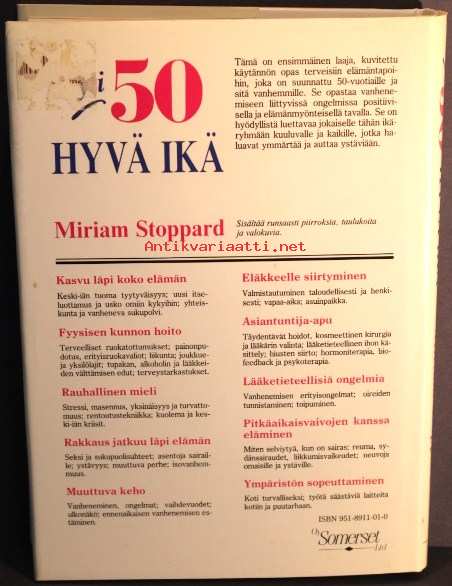 i 50
HYVÄ IKÄ
Tämä on ensimmäinen laaja, kuvitettu
käytännön opas terveisiin elämäntapoi-
hin, joka on suunnattu 50-vuotiaille ja
sitä vanhemmille. Se opastaa vanhene-
miseen liittyvissä ongelmissa positiivi-
sella ja elämänmyönteisellä tavalla. Se on
hyödyllistä luettavaa jokaiselle tähän ikä-
ryhmään kuuluvalle ja kaikille, jotka ha-
luavat ymmärtää ja auttaa ystäviään.
Miriam Stoppard
Sisältää runsaasti piirroksia, taulukoita
ja valokuvia.
Antikvariaatti.net
Kasvu läpi koko elämän
Keski-iän tuoma tyytyväisyys; uusi itse-
luottamus ja usko omiin kykyihin; yhteis-
kunta ja vanheneva sukupolvi.
Fyysisen kunnon hoito
Terveelliset ruokatottumukset; painonpu-
dotus, erityisruokavaliot; liikunta; joukkue-
ja yksilölajit; tupakan, alkoholin ja lääkkei-
den välttämisen edut; terveystarkastukset.
Rauhallinen mieli
Stressi, masennus, yksinäisyys ja turvatto-
muus; rentoutustekniikka; kuolema ja kes-
ki-iän kriisit.
Rakkaus jatkuu läpi elämän
Seksi ja sukupuolisuhteet; asentoja sairail-
le; ystävyys; muuttuva perhe; isovanhem-
muus.
Muuttuva keho
Vanheneminen, ongelmat; vaihdevuodet;
ulkonäkö; ennenaikaisen vanhenemisen es-
täminen.
Eläkkeelle siirtyminen
Valmistautuminen taloudellisesti ja henki-
sesti; vapaa-aika; asuinpaikka.
Asiantuntija-apu
Täydentävät hoidot, kosmeettinen kirurgia
ja lääkärin valinta; lääketieteellinen ihon kä-
sittely; hiusten siirto; hormoniterapia, bio-
feedback ja psykoterapia.
Lääketieteellisiä ongelmia
Vanhenemisen erityisongelmat; oireiden
tunnistaminen; toipuminen.
Pitkäaikaisvaivojen kanssa
eläminen
Miten selviytyä, kun on sairas; reuma, sy-
dänsairaudet, liikkumisvaikeudet; neuvoja
omaisille ja ystäville.
Ympäristön sopeuttaminen
Koti turvalliseksi; työtä säästäviä laitteita
kotiin ja puutarhaan.
ISBN 951-8911-01-0
Oy Somerset Ltd